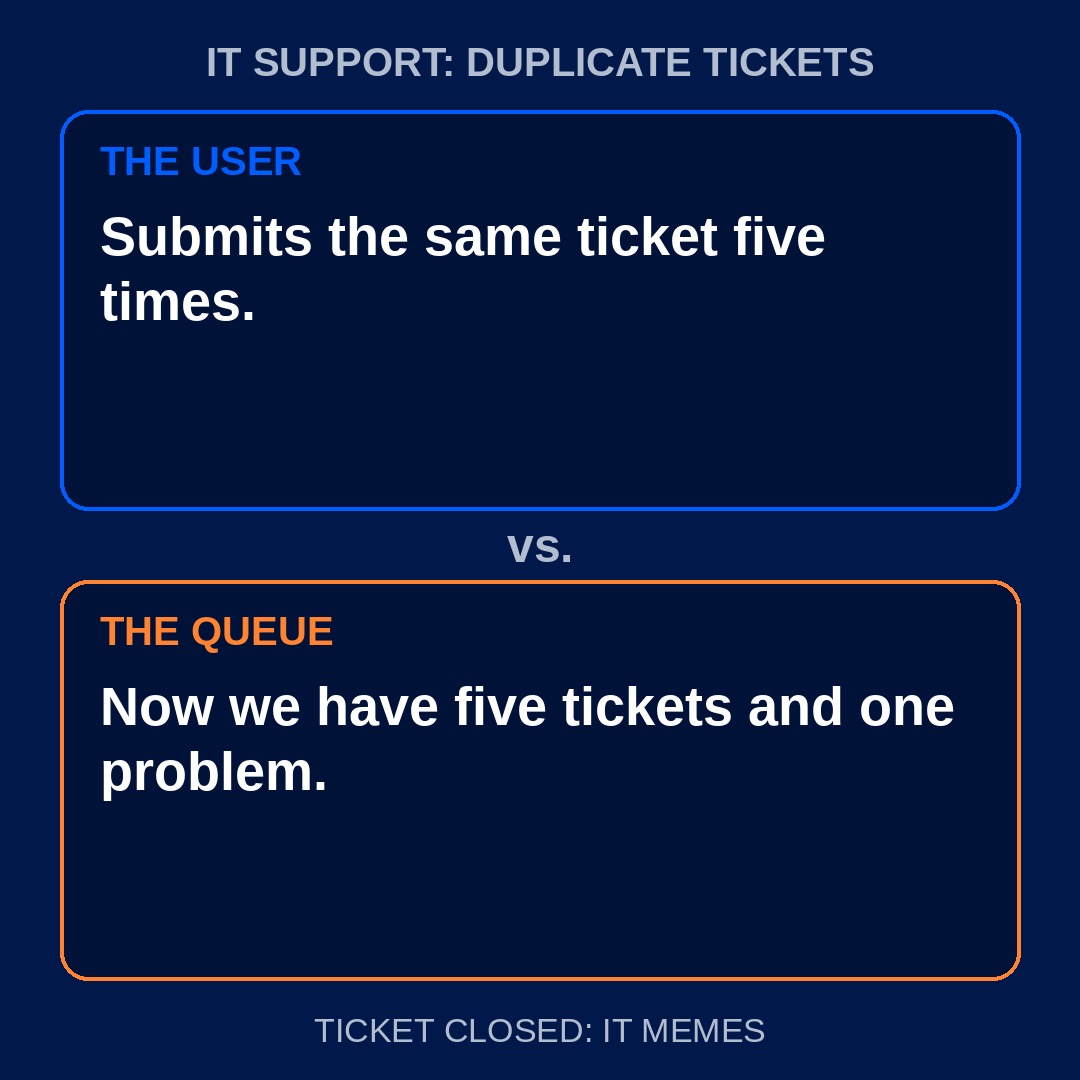 IT SUPPORT: DUPLICATE TICKETS
THE USER
Submits the same ticket five
times.
vs.
THE QUEUE
Now we have five tickets and one
problem.
TICKET CLOSED: IT MEMES